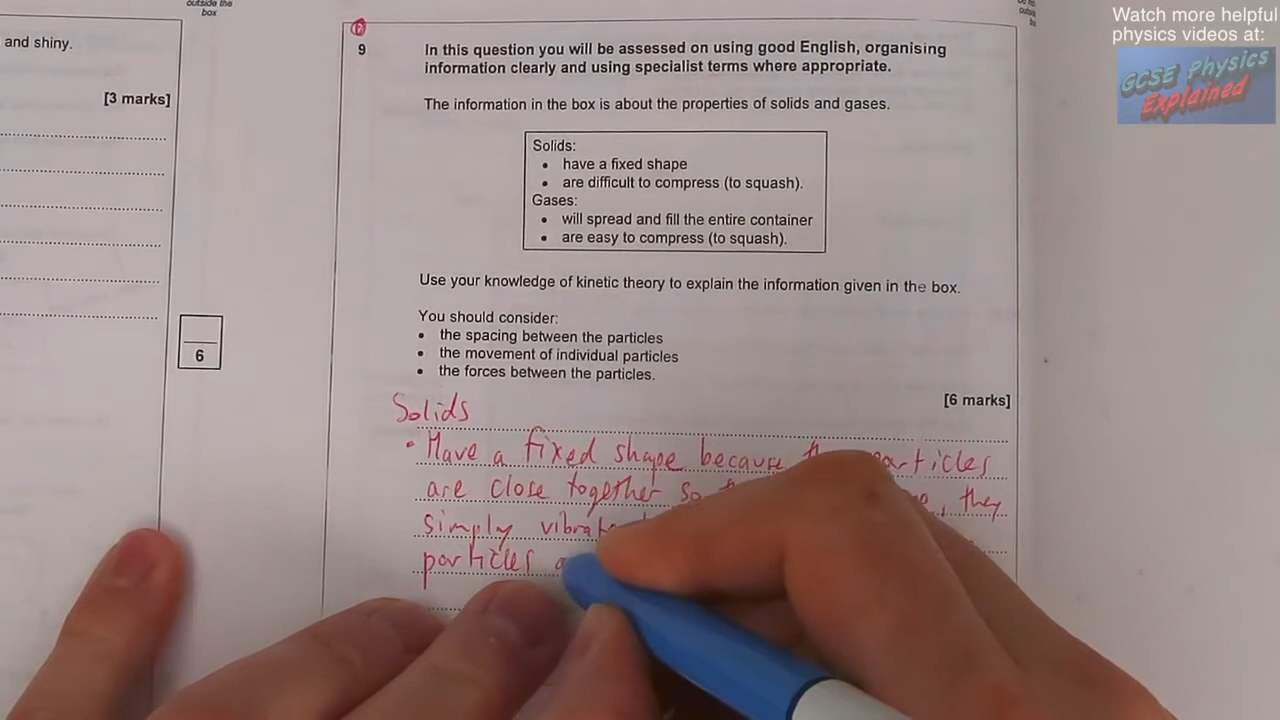 outside the
box
and shiny.
[3 marks]
6
9
In this question you will be assessed on using good English, organising
information clearly and using specialist terms where appropriate.
The information in the box is about the properties of solids and gases.
Solids:
• have a fixed shape
• are difficult to compress (to squash).
Gases:
• will spread and fill the entire container
• are easy to compress (to squash).
Use your knowledge of kinetic theory to explain the information given in the box.
You should consider:
• the spacing between the particles
• the movement of individual particles
• the forces between the particles.
[6 marks]
Solids
• Have a fixed shape because particles
are close together so they
simply
particles
Watch more helpful
physics videos at:
GCSE Physics
Explained